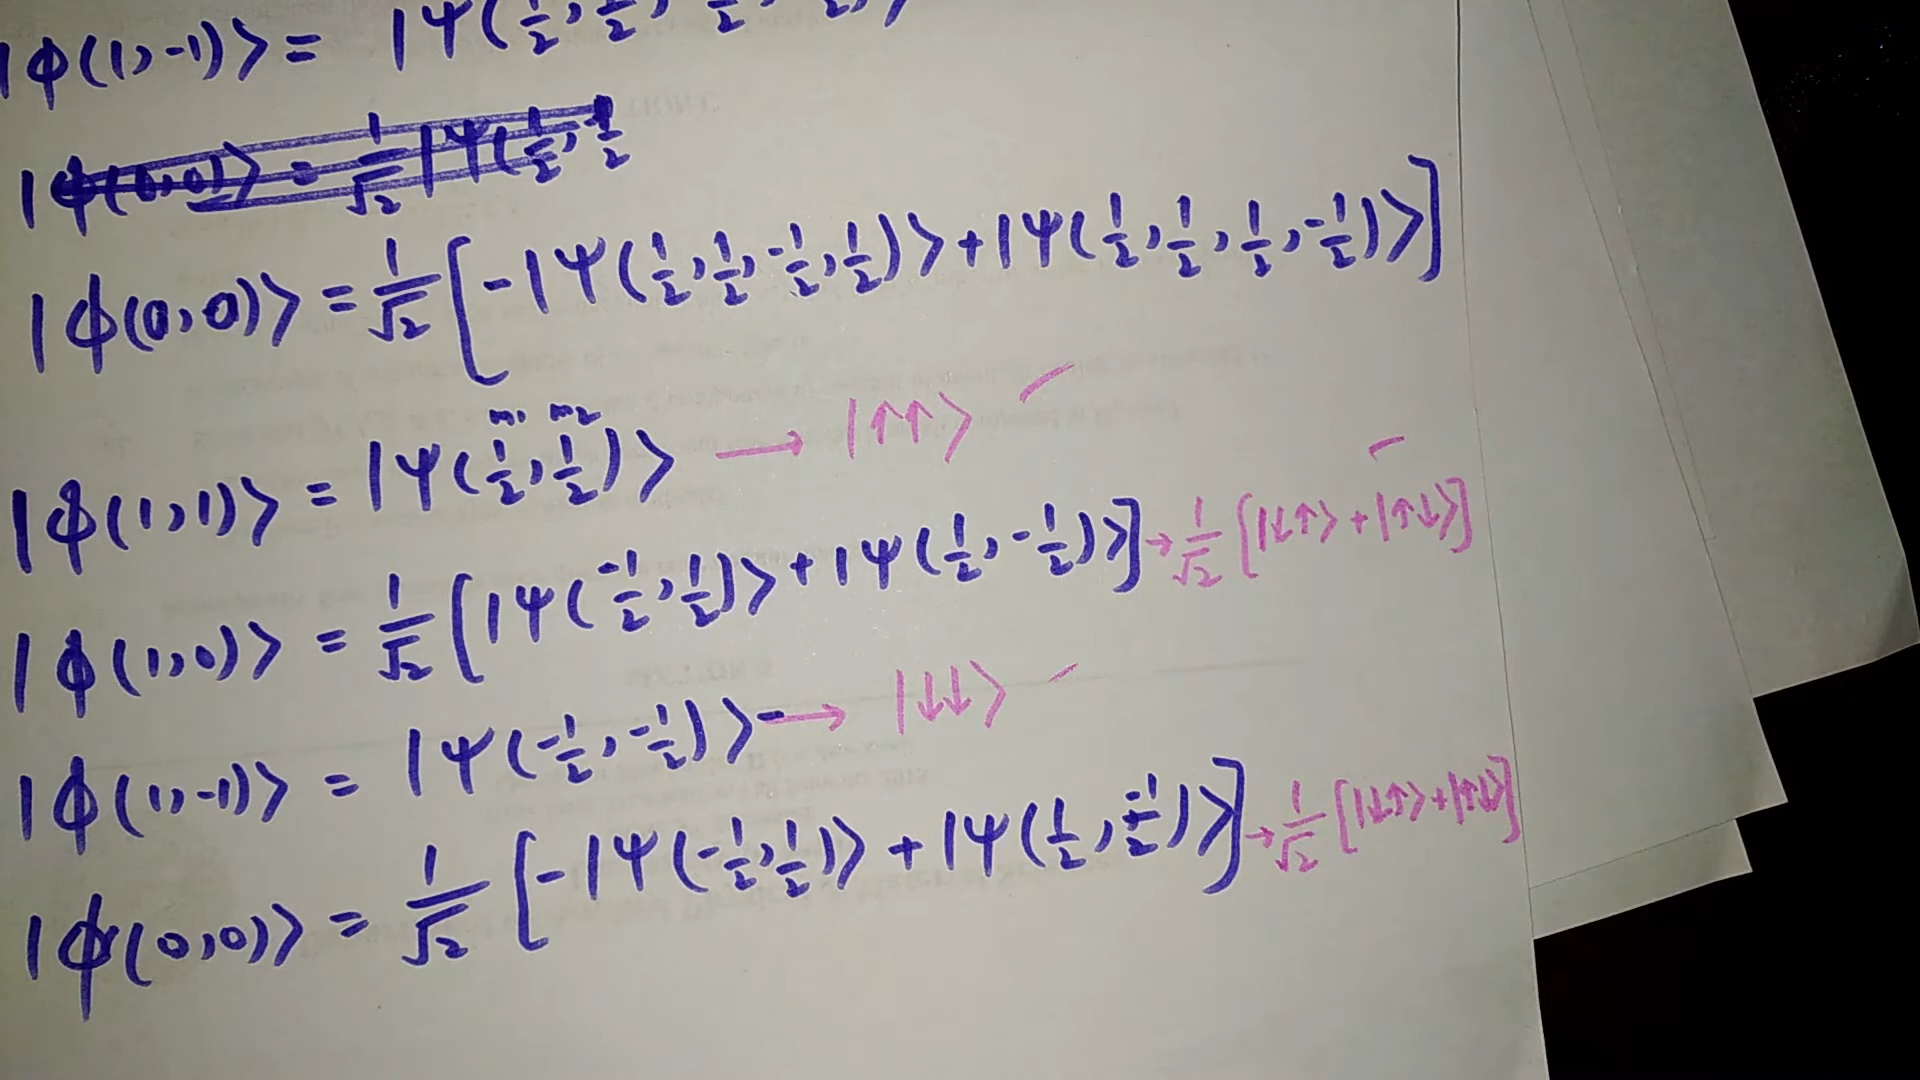 |ϕ(1,-1)> = |ψ(1/2, 1/2, 1/2, 1/2,
|ϕ(0,0)> = 1/√2 |ψ(1/2, -1/2
|ϕ(0,0)> = 1/√2 [-|ψ(1/2, 1/2, -1/2, 1/2)> + |ψ(1/2, 1/2, 1/2, -1/2)>]
m₁ m₂
|ϕ(1,1)> = |ψ(1/2, 1/2)> → |↑↑> ✓
|ϕ(1,0)> = 1/√2 [|ψ(-1/2, 1/2)> + |ψ(1/2, -1/2)>] → 1/√2 [|↓↑> + |↑↓>] ✓
|ϕ(1,-1)> = |ψ(-1/2, -1/2)> → |↓↓> ✓
|ϕ(0,0)> = 1/√2 [-|ψ(-1/2, 1/2)> + |ψ(1/2, -1/2)>] → 1/√2 [|↓↑> + |↑↓>]